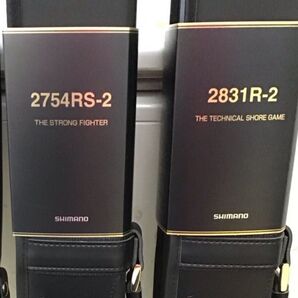 2754RS-2
THE STRONG FIGHTER
SHIMANO
2831R-2
THE TECHNICAL SHORE GAME
SHIMANO